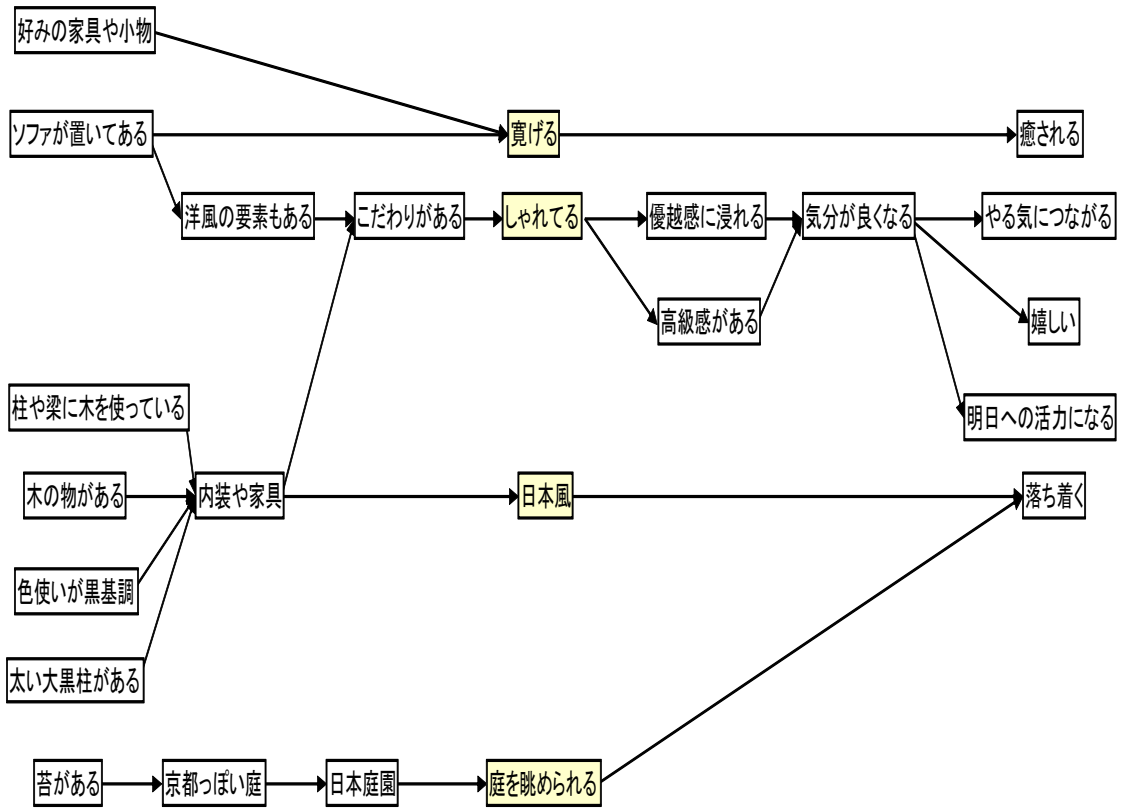 好みの家具や小物
ソファが置いてある
寛げる
癒される
洋風の要素もある
こだわりがある
しゃれてる
優越感に浸れる
気分が良くなる
やる気につながる
高級感がある
嬉しい
柱や梁に木を使っている
明日への活力になる
木の物がある
内装や家具
日本風
落ち着く
色使いが黒基調
太い大黒柱がある
苔がある
京都っぽい庭
日本庭園
庭を眺められる